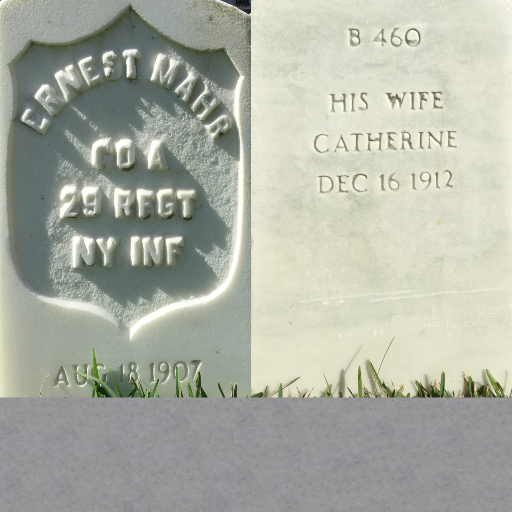 ERNEST MAHR
CO A
29 REGT
NY INF
AUG 18 1907
B 460
HIS WIFE
CATHERINE
DEC 16 1912